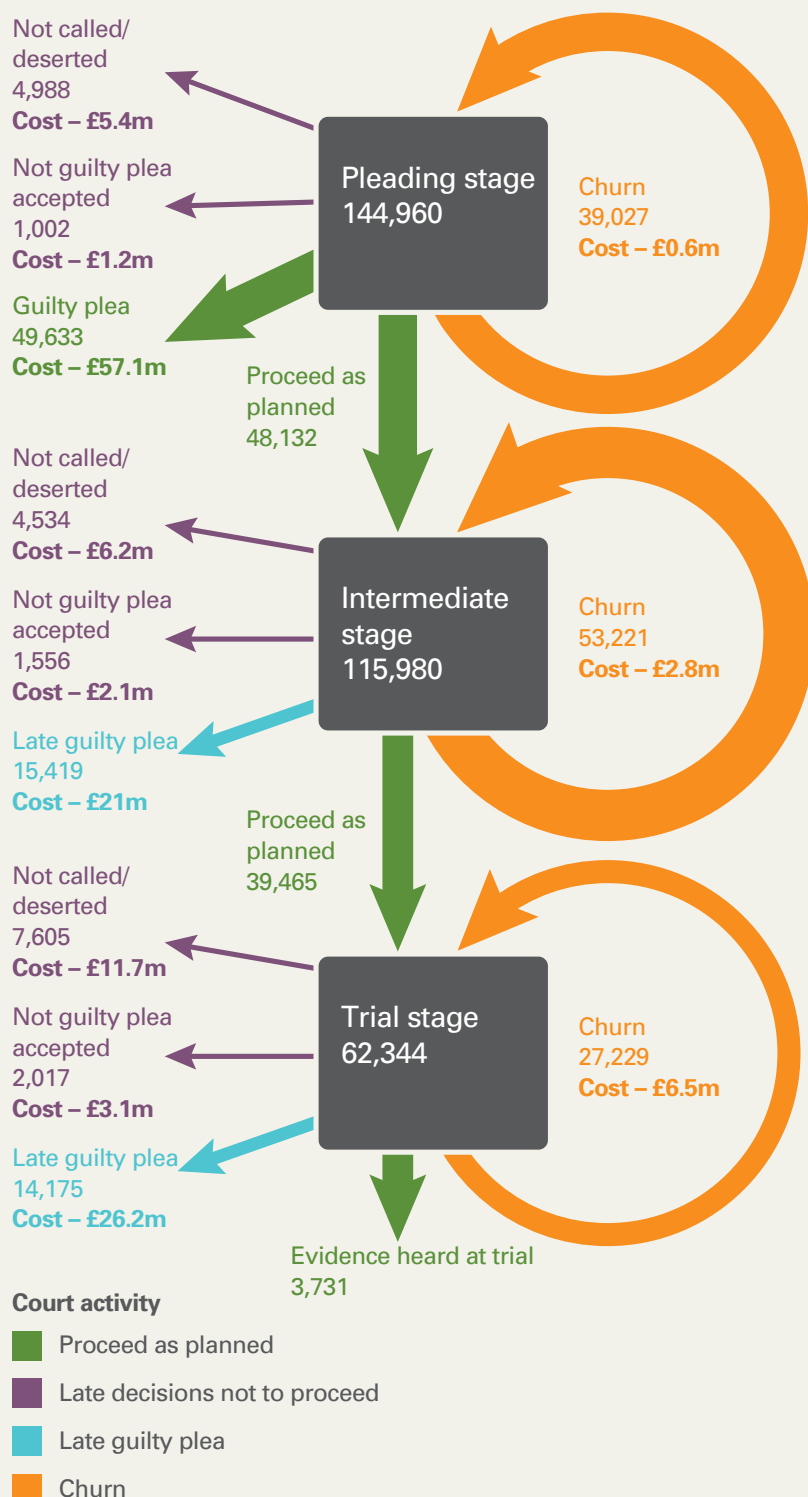 Not called/
deserted
4,988
Cost – £5.4m
Not guilty plea
accepted
1,002
Cost – £1.2m
Guilty plea
49,633
Cost – £57.1m
Pleading stage
144,960
Churn
39,027
Cost – £0.6m
Proceed as
planned
48,132
Not called/
deserted
4,534
Cost – £6.2m
Not guilty plea
accepted
1,556
Cost – £2.1m
Late guilty plea
15,419
Cost – £21m
Intermediate
stage
115,980
Churn
53,221
Cost – £2.8m
Proceed as
planned
39,465
Not called/
deserted
7,605
Cost – £11.7m
Not guilty plea
accepted
2,017
Cost – £3.1m
Late guilty plea
14,175
Cost – £26.2m
Trial stage
62,344
Churn
27,229
Cost – £6.5m
Evidence heard at trial
3,731
Court activity
Proceed as planned
Late decisions not to proceed
Late guilty plea
Churn